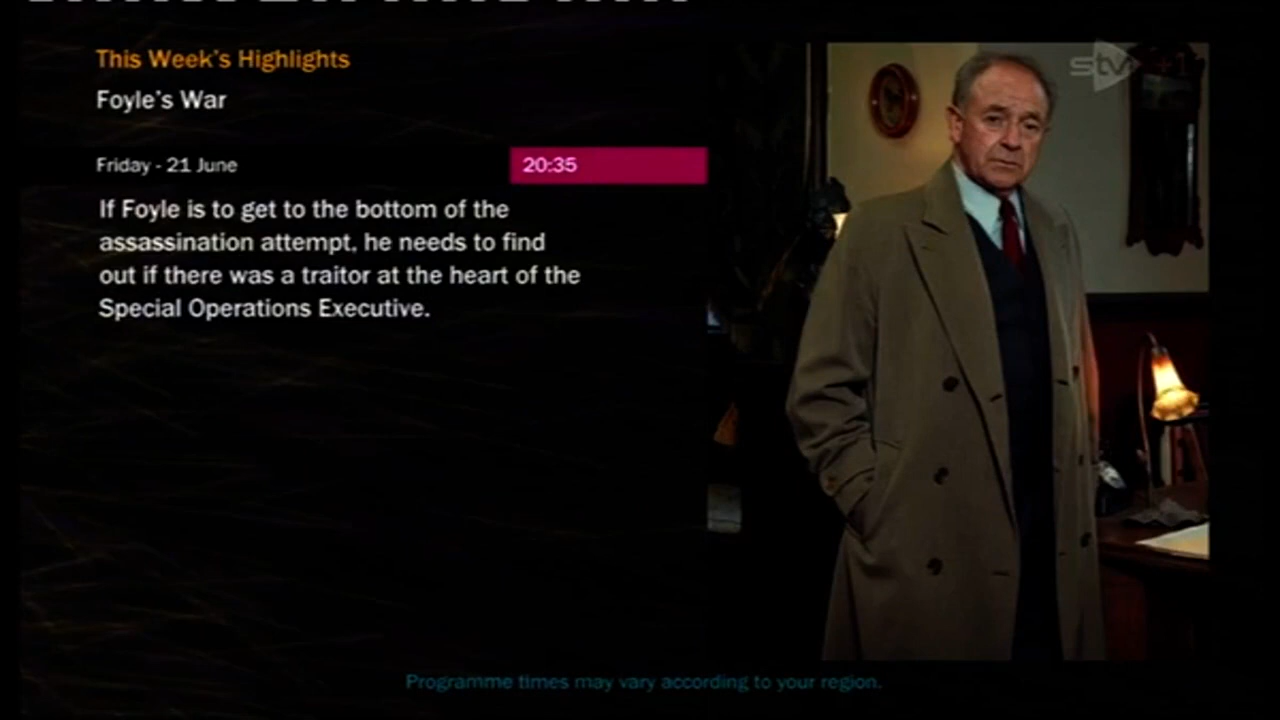 This Week's Highlights
Foyle's War
Friday - 21 June
20:35
If Foyle is to get to the bottom of the
assassination attempt, he needs to find
out if there was a traitor at the heart of the
Special Operations Executive.
stv +1
Programme times may vary according to your region.